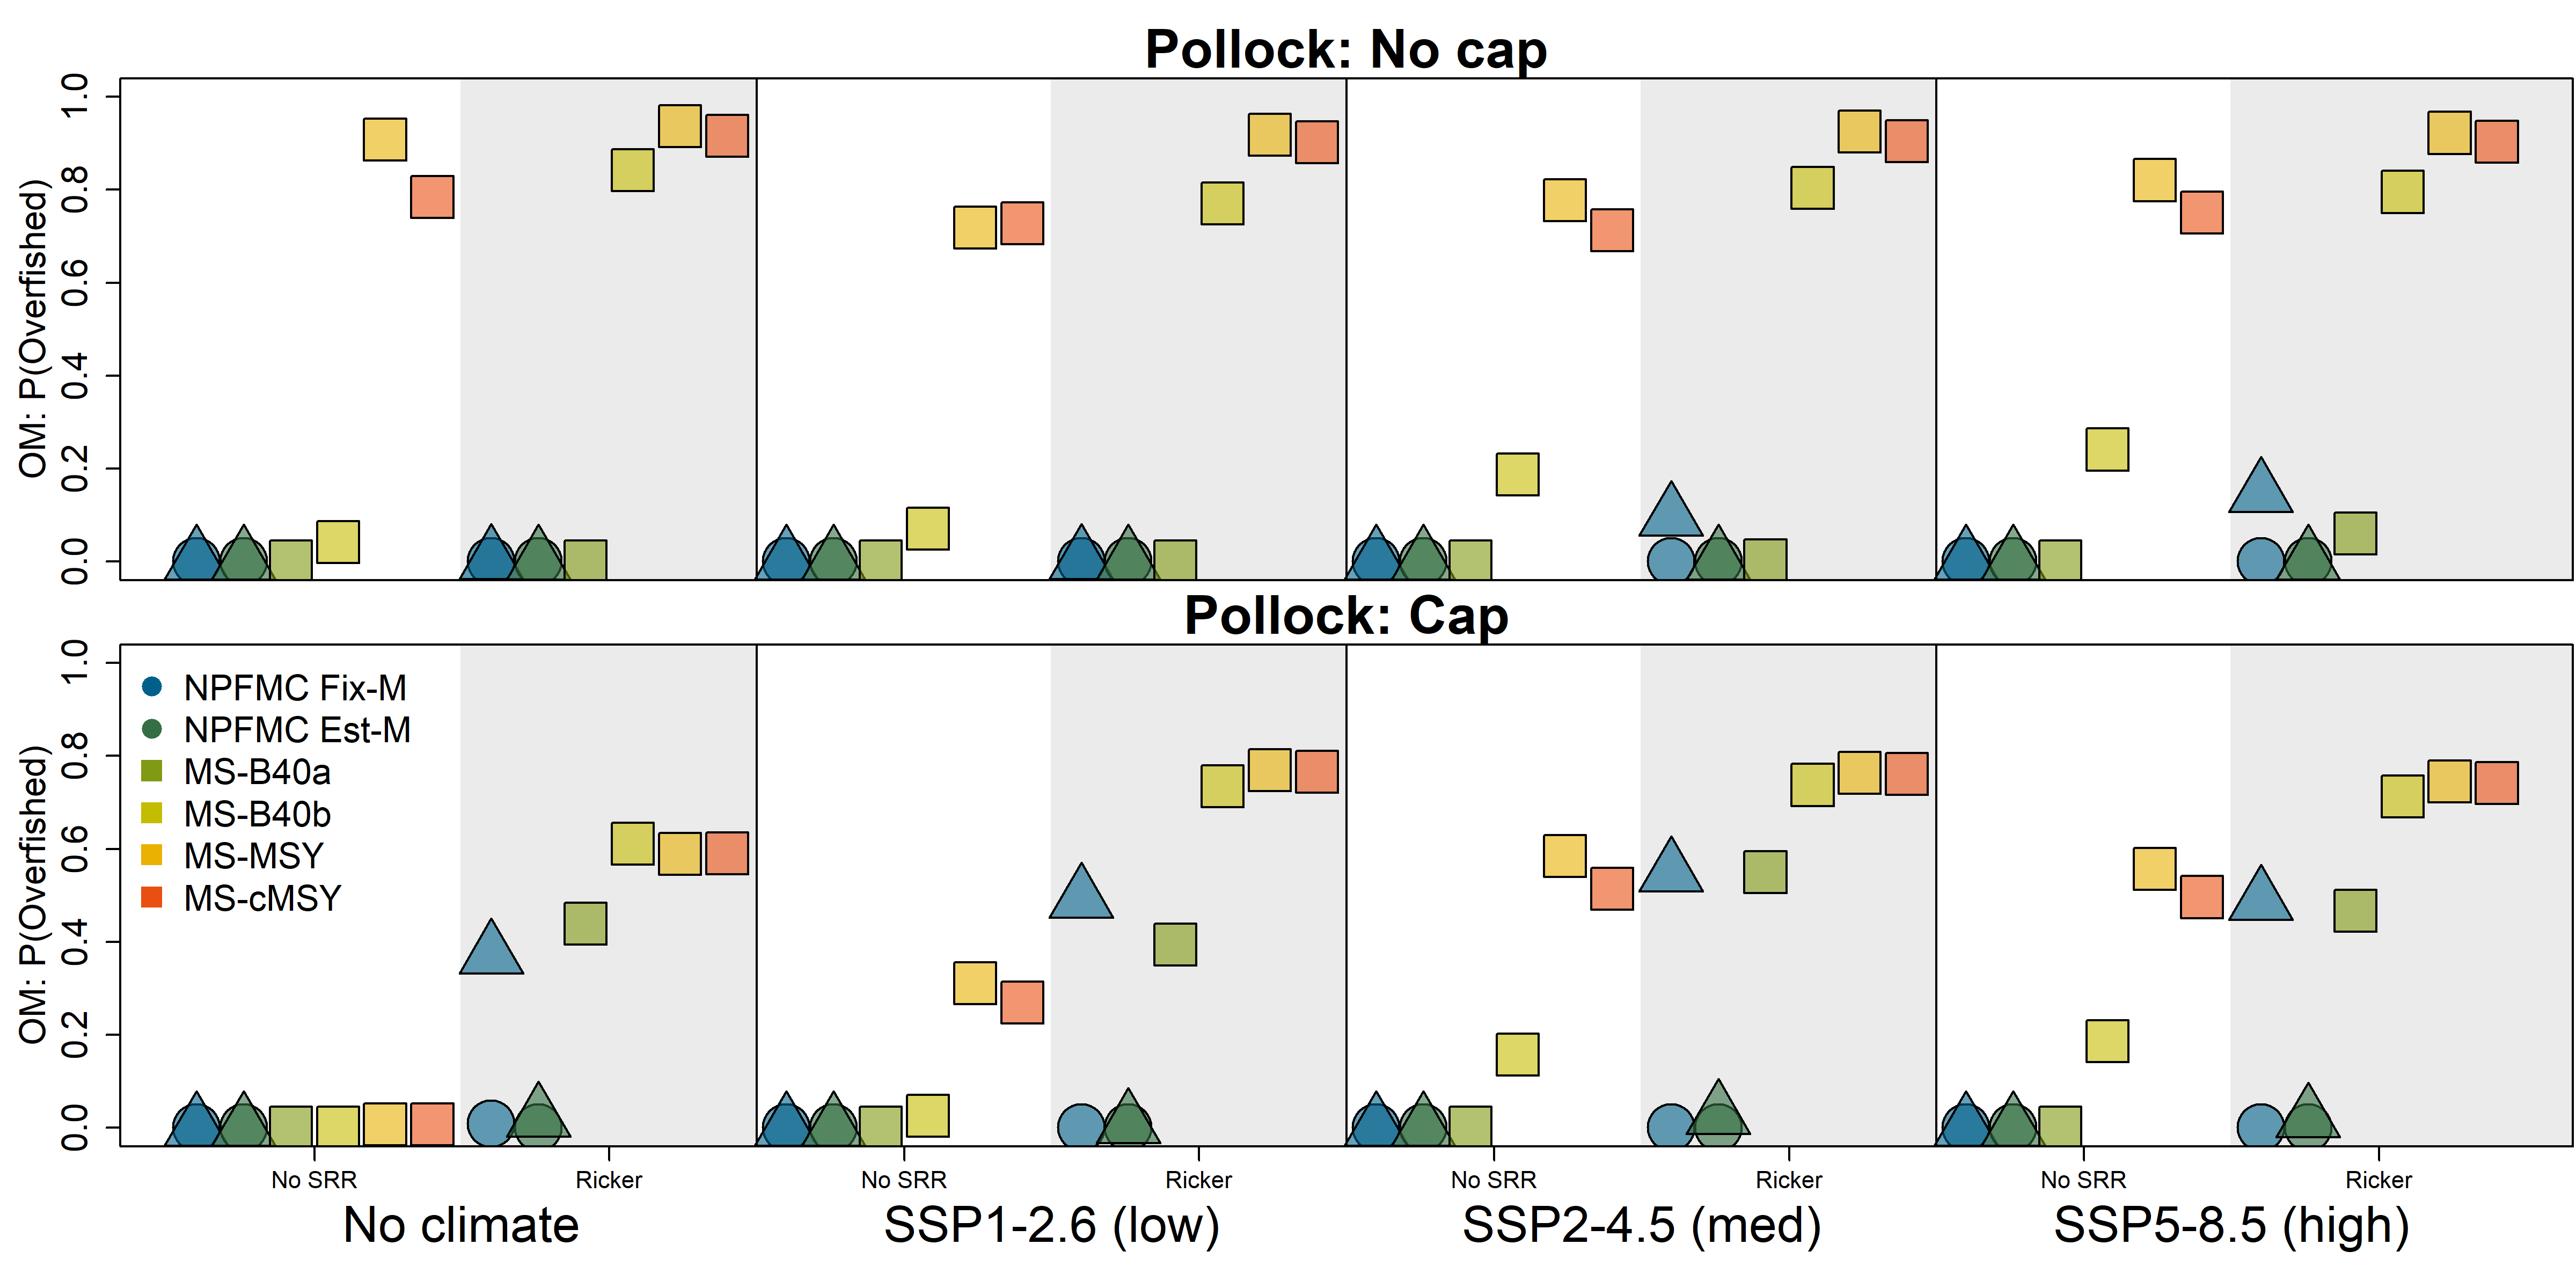 Pollock: No cap
OM: P(Overfished)
1.0
0.8
0.6
0.4
0.2
0.0
Pollock: Cap
OM: P(Overfished)
1.0
0.8
0.6
0.4
0.2
0.0
NPFMC Fix-M
NPFMC Est-M
MS-B40a
MS-B40b
MS-MSY
MS-cMSY
No SRR Ricker No SRR Ricker No SRR Ricker No SRR Ricker
No climate SSP1-2.6 (low) SSP2-4.5 (med) SSP5-8.5 (high)